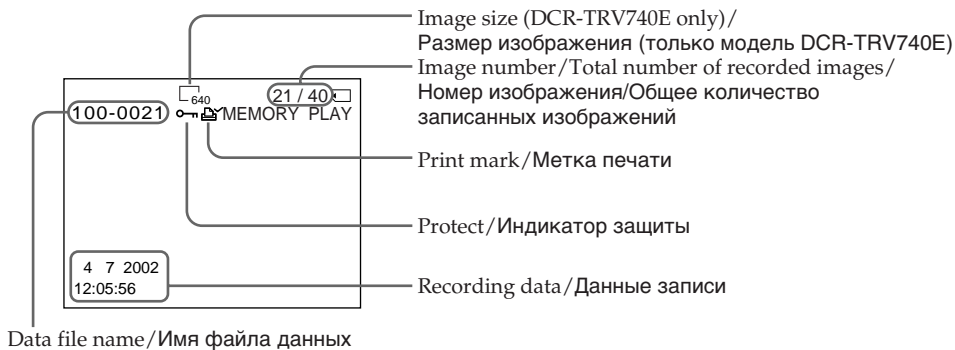 Image size (DCR-TRV740E only)/
Размер изображения (только модель DCR-TRV740E)
Image number/Total number of recorded images/
Номер изображения/Общее количество
записанных изображений
640
21 / 40
100-0021
MEMORY PLAY
Print mark/Метка печати
Protect/Индикатор защиты
4 7 2002
12:05:56
Recording data/Данные записи
Data file name/Имя файла данных